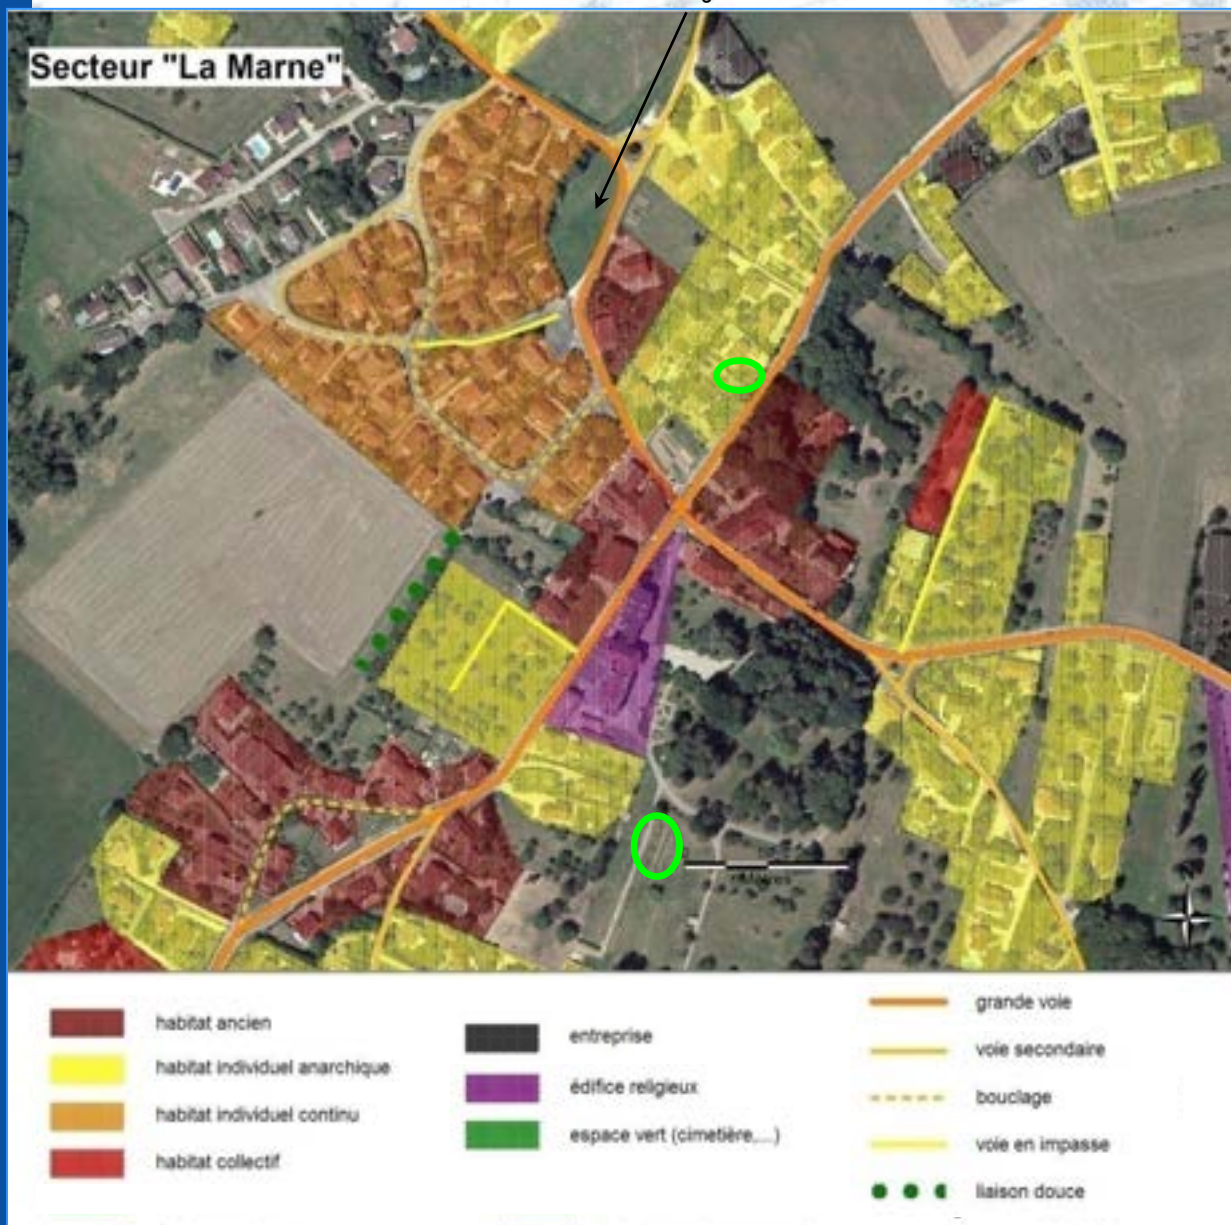 Secteur "La Marne"
habitat ancien
habitat individuel anarchique
habitat individuel continu
habitat collectif
entreprise
édifice religieux
espace vert (cimetière,...)
grande voie
voie secondaire
bouclage
voie en impasse
liaison douce